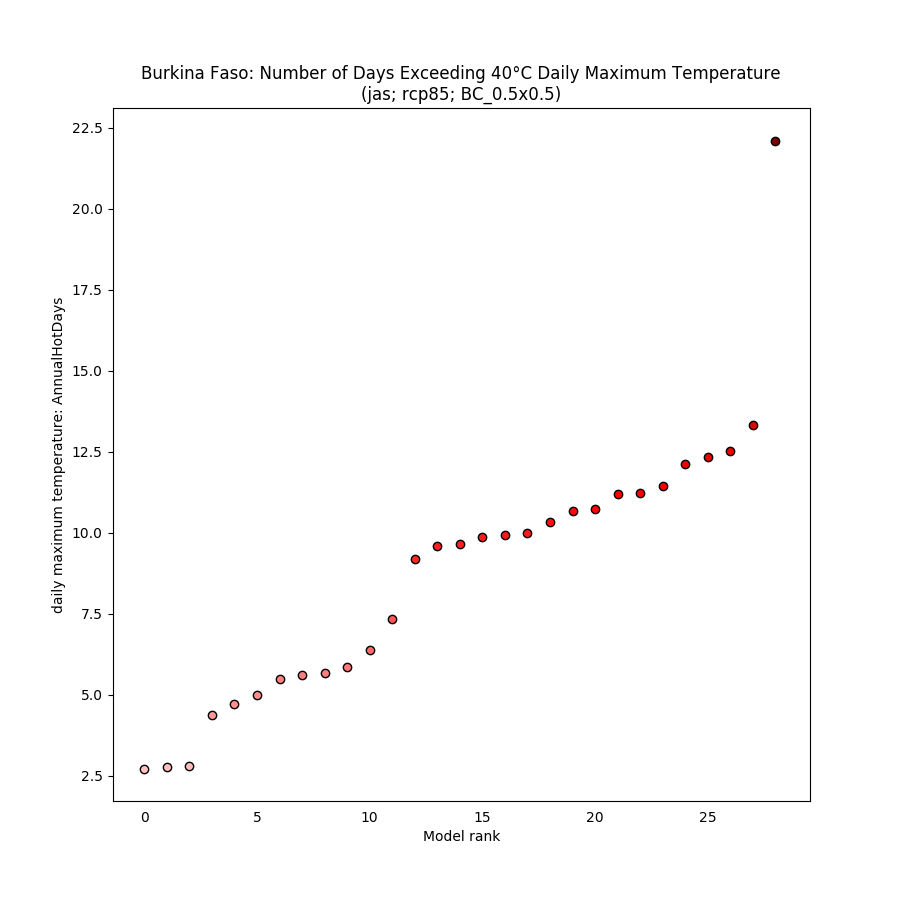 Burkina Faso: Number of Days Exceeding 40°C Daily Maximum Temperature
(jas; rcp85; BC_0.5x0.5)
22.5
20.0
17.5
15.0
12.5
10.0
7.5
5.0
2.5
daily maximum temperature: AnnualHotDays
0 5 10 15 20 25
Model rank